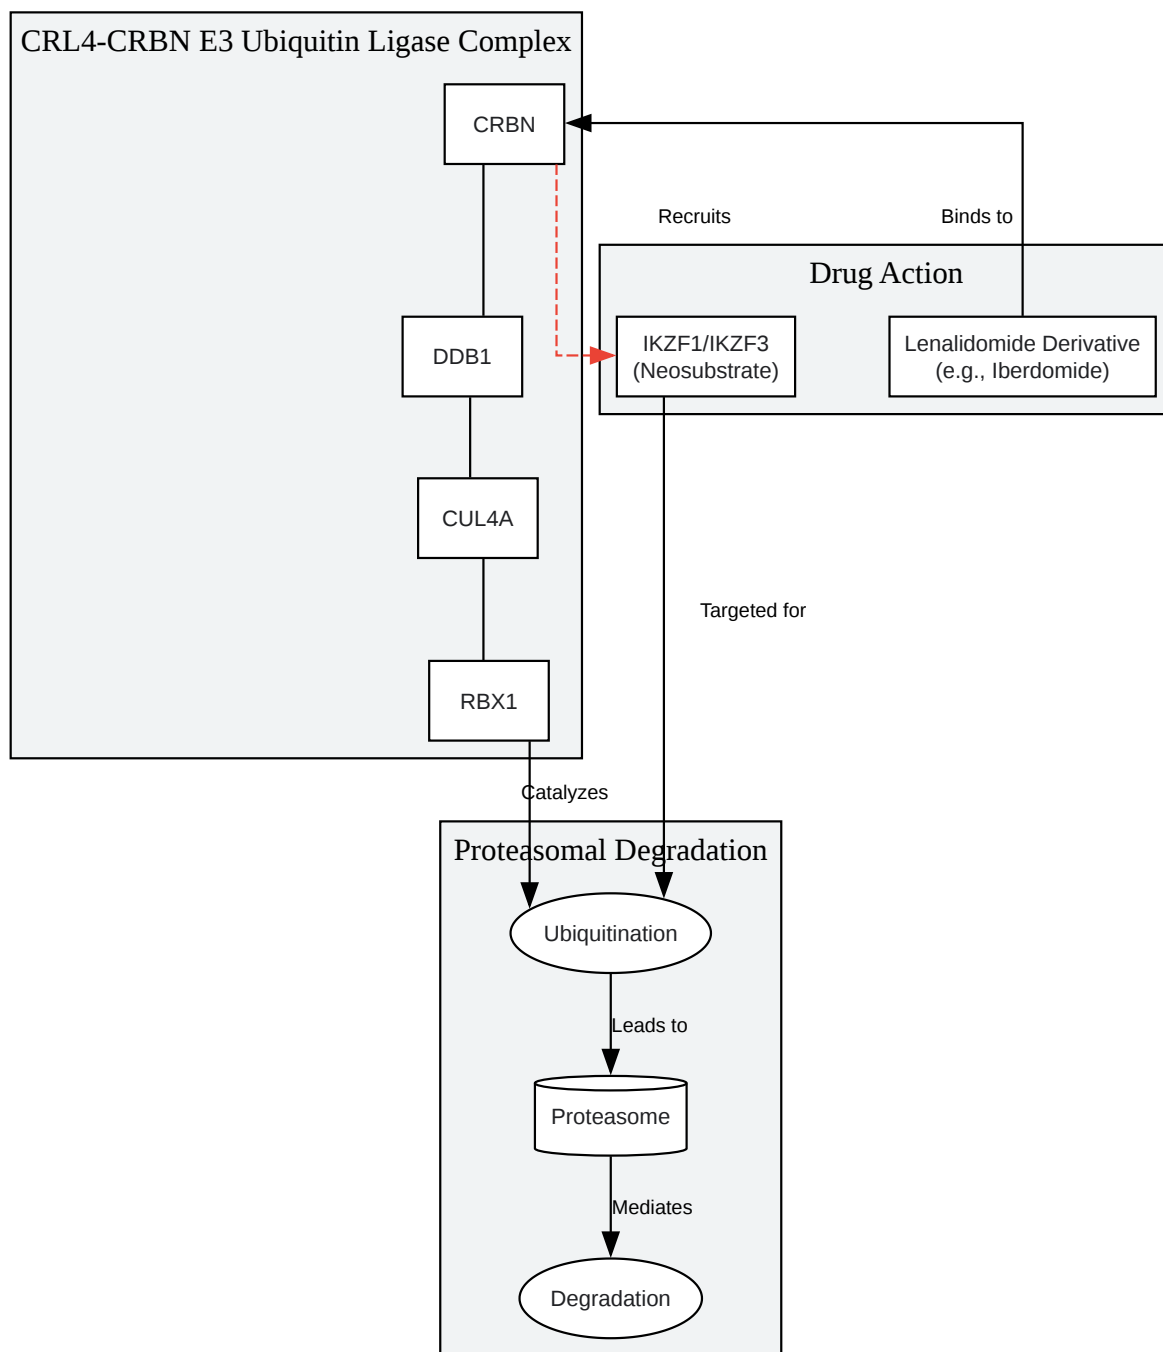 CRL4-CRBN E3 Ubiquitin Ligase Complex
CRBN
Recruits
Binds to
Drug Action
DDB1
IKZF1/IKZF3
(Neosubstrate)
Lenalidomide Derivative
(e.g., Iberdomide)
CUL4A
Targeted for
RBX1
Catalyzes
Proteasomal Degradation
Ubiquitination
Leads to
Proteasome
Mediates
Degradation